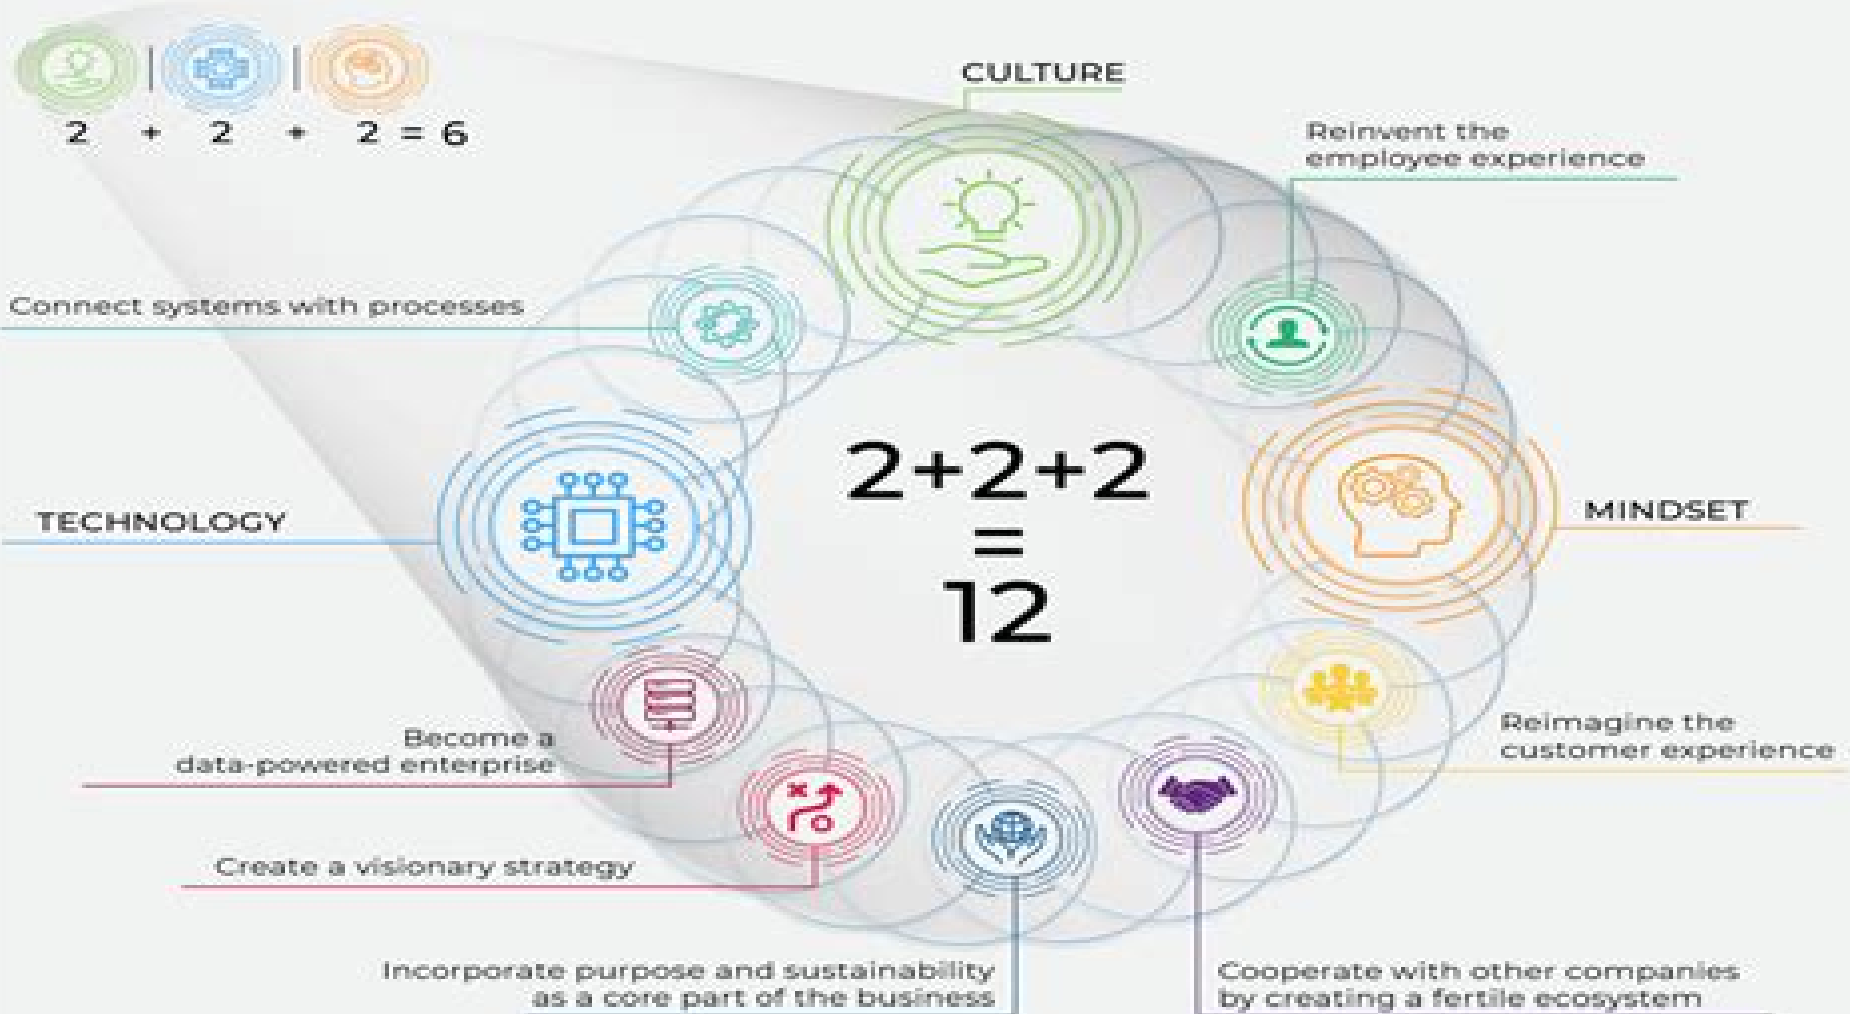 2 + 2 + 2 = 6
CULTURE
Reinvent the
employee experience
Connect systems with processes
2+2+2
=
12
TECHNOLOGY
MINDSET
Become a
data-powered enterprise
Reimagine the
customer experience
Create a visionary strategy
Incorporate purpose and sustainability
as a core part of the business
Cooperate with other companies
by creating a fertile ecosystem